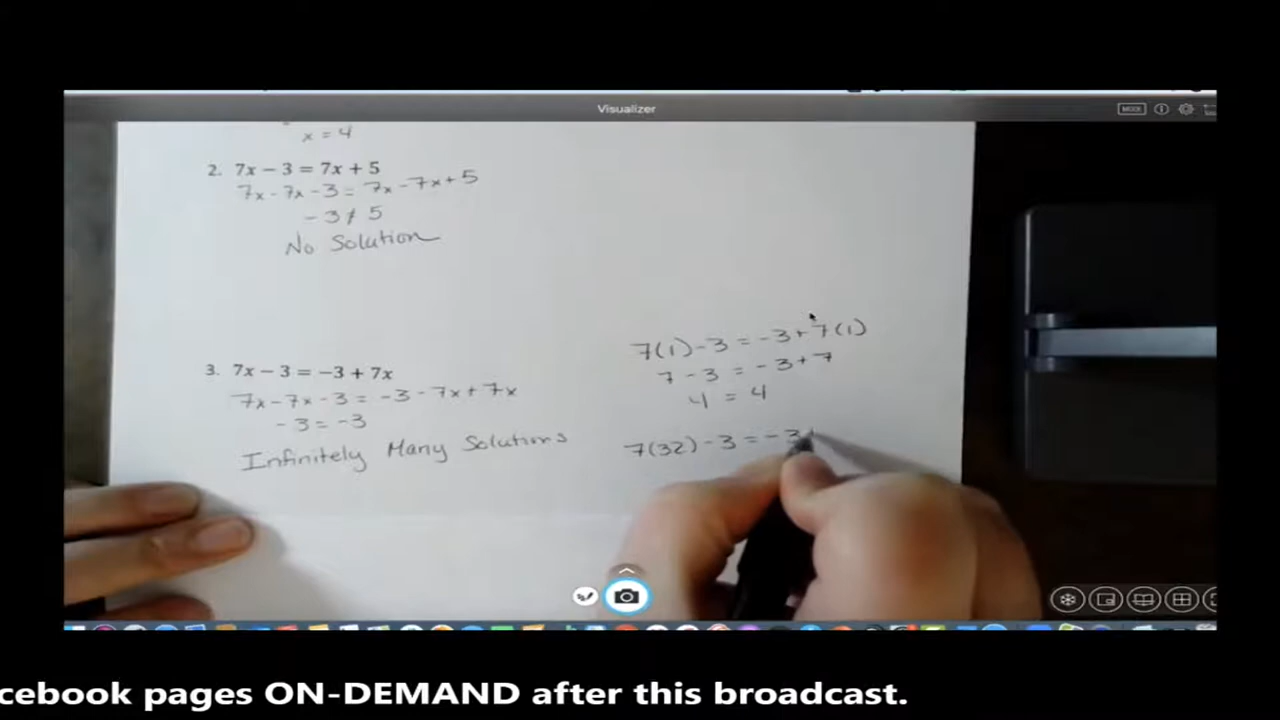 Visualizer
MODE
x = 4
2. 7x − 3 = 7x + 5
7x - 7x - 3 = 7x - 7x + 5
- 3 ≠ 5
No Solution
3. 7x − 3 = −3 + 7x
7x - 7x - 3 = -3 - 7x + 7x
- 3 = -3
Infinitely Many Solutions
7(1) - 3 = -3 + 7(1)
7 - 3 = -3 + 7
4 = 4
7(32) - 3 = - 3 +
cebook pages ON-DEMAND after this broadcast.